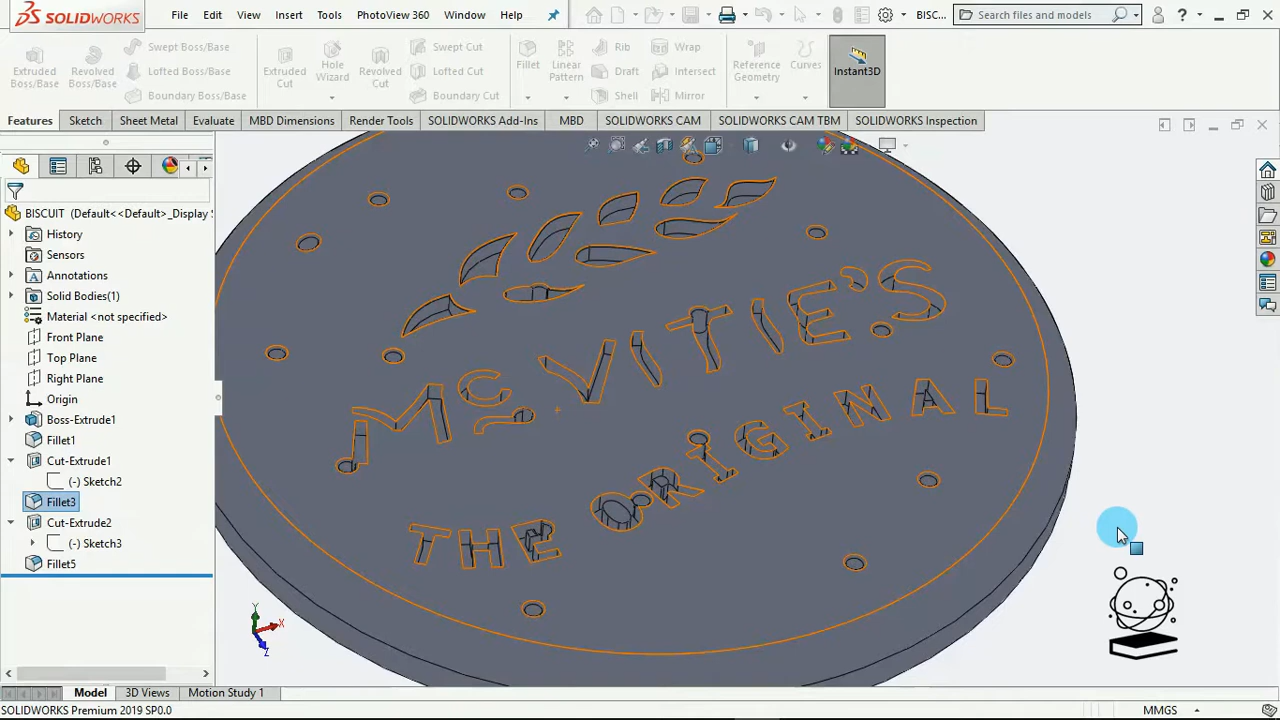 SOLIDWORKS
File Edit View Insert Tools PhotoView 360 Window Help
BISC...
Search files and models
Extruded Boss/Base
Revolved Boss/Base
Swept Boss/Base
Lofted Boss/Base
Boundary Boss/Base
Extruded Cut
Hole Wizard
Revolved Cut
Swept Cut
Lofted Cut
Boundary Cut
Fillet
Linear Pattern
Rib
Draft
Shell
Wrap
Intersect
Mirror
Reference Geometry
Curves
Instant3D
Features Sketch Sheet Metal Evaluate MBD Dimensions Render Tools SOLIDWORKS Add-Ins MBD SOLIDWORKS CAM SOLIDWORKS CAM TBM SOLIDWORKS Inspection
BISCUIT (Default<<Default>_Display
History
Sensors
Annotations
Solid Bodies(1)
Material <not specified>
Front Plane
Top Plane
Right Plane
Origin
Boss-Extrude1
Fillet1
Cut-Extrude1
(-) Sketch2
Fillet3
Cut-Extrude2
(-) Sketch3
Fillet5
McVITIE'S
THE ORIGINAL
Y
X
Z
Model 3D Views Motion Study 1
SOLIDWORKS Premium 2019 SP0.0
MMGS